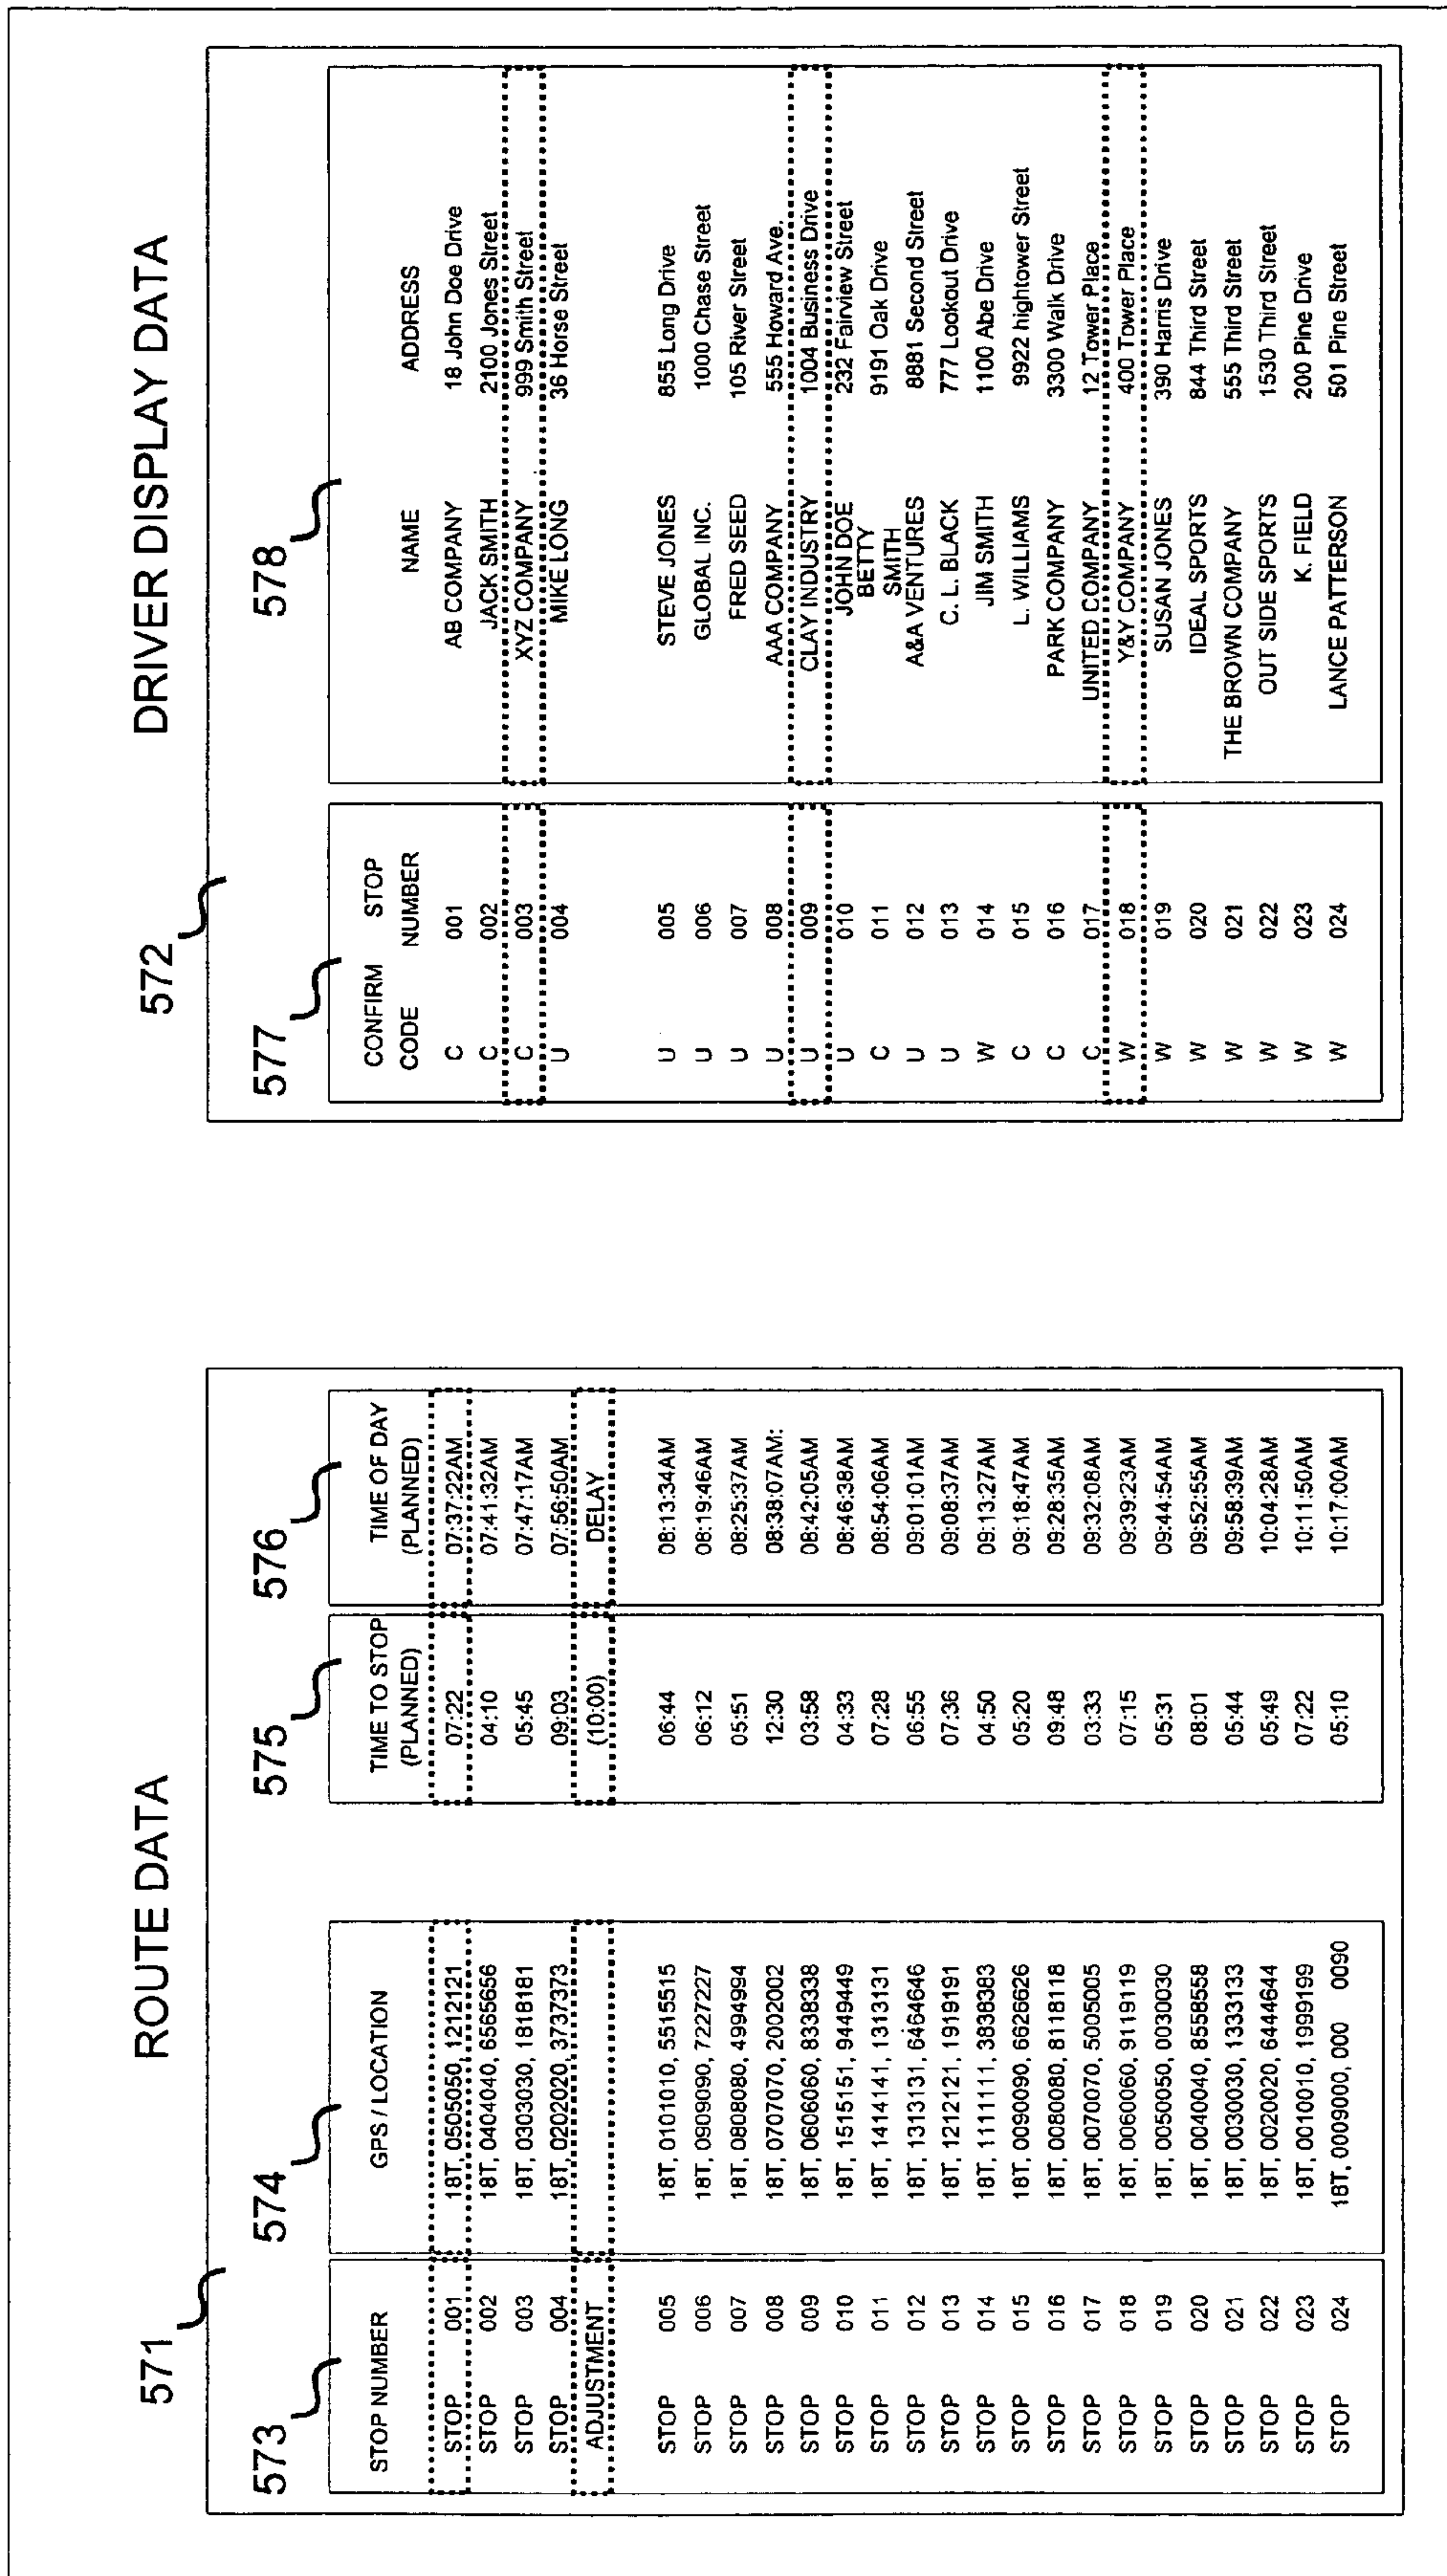 ROUTE DATA
571
573
574
575
576
STOP NUMBER GPS / LOCATION TIME TO STOP (PLANNED) TIME OF DAY (PLANNED)
STOP 001 18T, 0505050, 1212121 07:22 07:37:22AM
STOP 002 18T, 0404040, 6565656 04:10 07:41:32AM
STOP 003 18T, 0303030, 1818181 05:45 07:47:17AM
STOP 004 18T, 0202020, 3737373 09:03 07:56:50AM
ADJUSTMENT (10:00) DELAY
STOP 005 18T, 0101010, 5515515 06:44 08:13:34AM
STOP 006 18T, 0909090, 7227227 06:12 08:19:46AM
STOP 007 18T, 0808080, 4994994 05:51 08:25:37AM
STOP 008 18T, 0707070, 2002002 12:30 08:38:07AM:
STOP 009 18T, 0606060, 8338338 03:58 08:42:05AM
STOP 010 18T, 1515151, 9449449 04:33 08:46:38AM
STOP 011 18T, 1414141, 1313131 07:28 08:54:06AM
STOP 012 18T, 1313131, 6464646 06:55 09:01:01AM
STOP 013 18T, 1212121, 1919191 07:36 09:08:37AM
STOP 014 18T, 1111111, 3838383 04:50 09:13:27AM
STOP 015 18T, 0090090, 6626626 05:20 09:18:47AM
STOP 016 18T, 0080080, 8118118 09:48 09:28:35AM
STOP 017 18T, 0070070, 5005005 03:33 09:32:08AM
STOP 018 18T, 0060060, 9119119 07:15 09:39:23AM
STOP 019 18T, 0050050, 0030030 05:31 09:44:54AM
STOP 020 18T, 0040040, 8558558 08:01 09:52:55AM
STOP 021 18T, 0030030, 1333133 05:44 09:58:39AM
STOP 022 18T, 0020020, 6444644 05:49 10:04:28AM
STOP 023 18T, 0010010, 1999199 07:22 10:11:50AM
STOP 024 18T, 0009000, 000 0090 05:10 10:17:00AM
DRIVER DISPLAY DATA
572
577
578
CONFIRM CODE STOP NUMBER NAME ADDRESS
C 001 AB COMPANY 18 John Doe Drive
C 002 JACK SMITH 2100 Jones Street
C 003 XYZ COMPANY 999 Smith Street
U 004 MIKE LONG 36 Horse Street
U 005 STEVE JONES 855 Long Drive
U 006 GLOBAL INC. 1000 Chase Street
U 007 FRED SEED 105 River Street
U 008 AAA COMPANY 555 Howard Ave.
U 009 CLAY INDUSTRY 1004 Business Drive
U 010 JOHN DOE 232 Fairview Street
C 011 BETTY SMITH 9191 Oak Drive
U 012 A&A VENTURES 8881 Second Street
U 013 C. L. BLACK 777 Lookout Drive
W 014 JIM SMITH 1100 Abe Drive
C 015 L. WILLIAMS 9922 hightower Street
C 016 PARK COMPANY 3300 Walk Drive
C 017 UNITED COMPANY 12 Tower Place
W 018 Y&Y COMPANY 400 Tower Place
W 019 SUSAN JONES 390 Harris Drive
W 020 IDEAL SPORTS 844 Third Street
W 021 THE BROWN COMPANY 555 Third Street
W 022 OUT SIDE SPORTS 1530 Third Street
W 023 K. FIELD 200 Pine Drive
W 024 LANCE PATTERSON 501 Pine Street